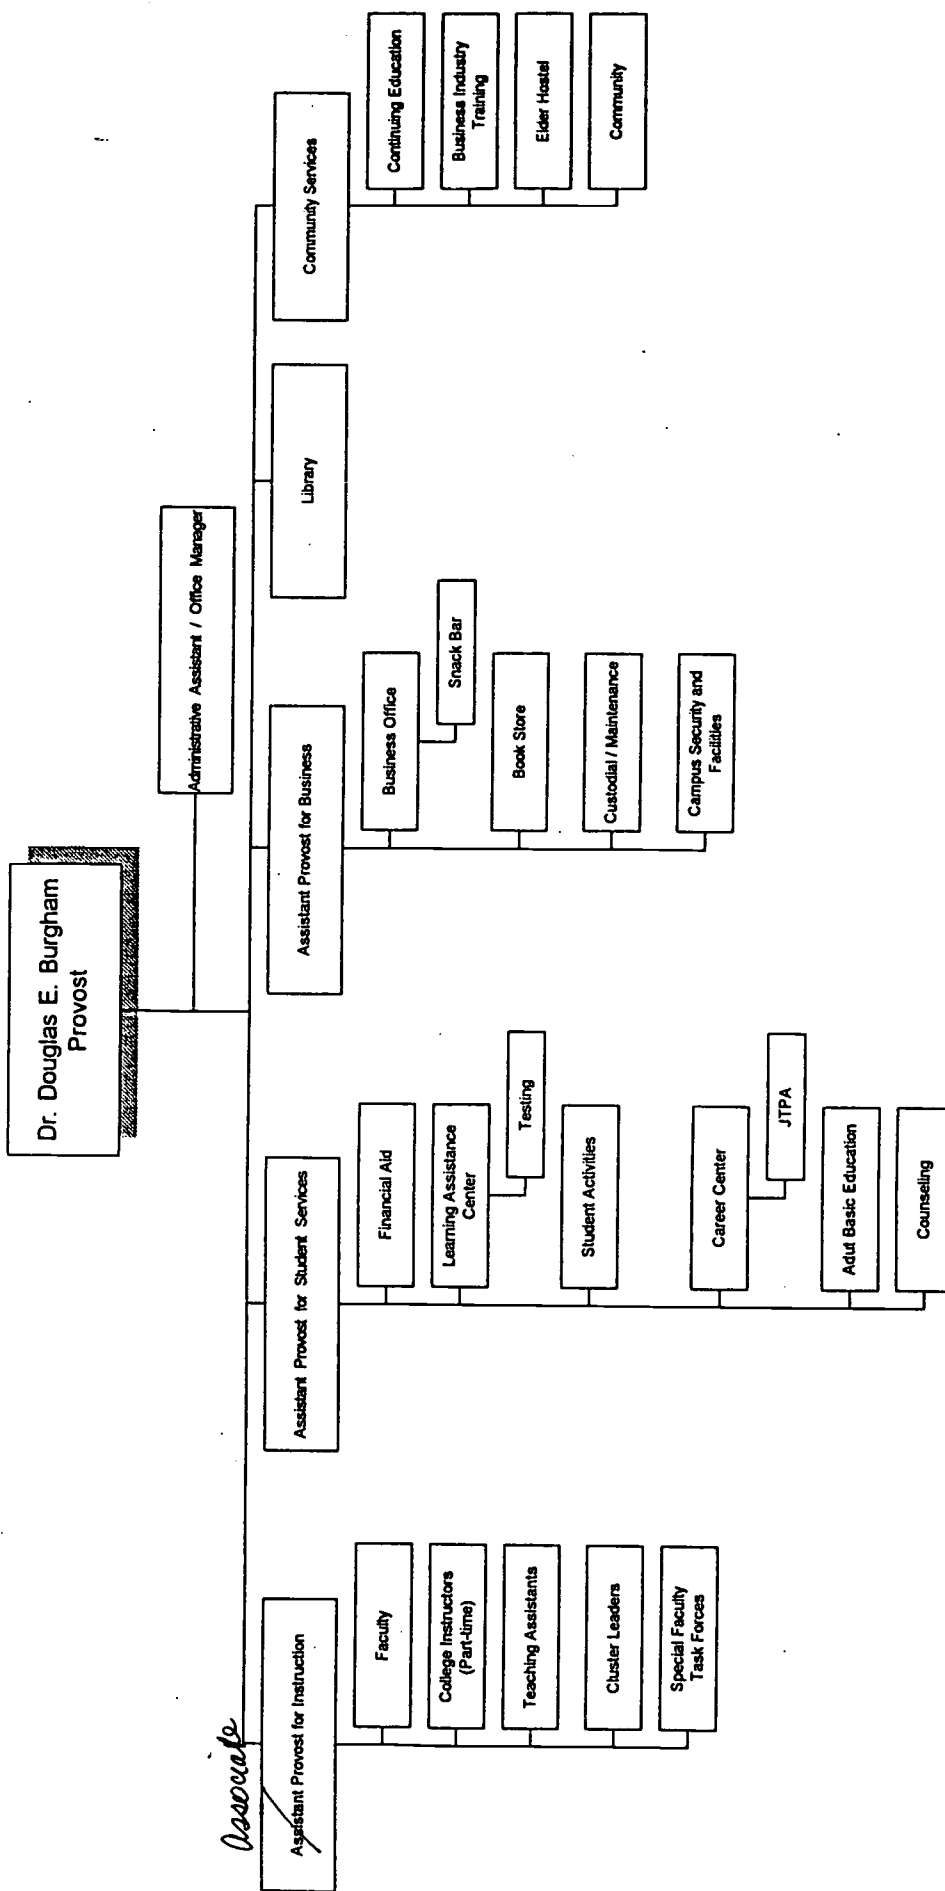 Dr. Douglas E. Burgham
Provost
Administrative Assistant / Office Manager
Associate
Assistant Provost for Instruction
Faculty
College Instructors
(Part-time)
Teaching Assistants
Cluster Leaders
Special Faculty
Task Forces
Assistant Provost for Student Services
Financial Aid
Learning Assistance
Center
Testing
Student Activities
Career Center
JTPA
Adut Basic Education
Counseling
Assistant Provost for Business
Business Office
Snack Bar
Book Store
Custodial / Maintenance
Campus Security and
Facilities
Library
Community Services
Continuing Education
Business Industry
Training
Elder Hostel
Community